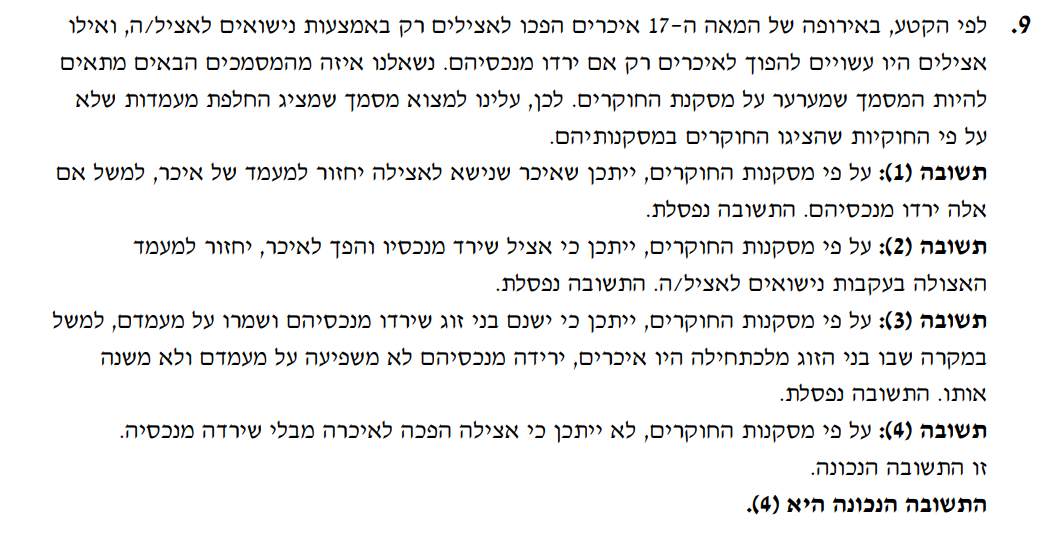 9. לפי הקטע, באירופה של המאה ה-17 איכרים הפכו לאצילים רק באמצעות נישואים לאציל/ה, ואילו
אצילים היו עשויים להפוך לאיכרים רק אם ירדו מנכסיהם. נשאלנו איזה מהמסמכים הבאים מתאים
להיות המסמך שמערער על מסקנת החוקרים. לכן, עלינו למצוא מסמך שמציג החלפת מעמדות שלא
על פי החוקיות שהציגו החוקרים במסקנותיהם.
תשובה (1): על פי מסקנות החוקרים, ייתכן שאיכר שנישא לאצילה יחזור למעמד של איכר, למשל אם
אלה ירדו מנכסיהם. התשובה נפסלת.
תשובה (2): על פי מסקנות החוקרים, ייתכן כי אציל שירד מנכסיו והפך לאיכר, יחזור למעמד
האצולה בעקבות נישואים לאציל/ה. התשובה נפסלת.
תשובה (3): על פי מסקנות החוקרים, ייתכן כי ישנם בני זוג שירדו מנכסיהם ושמרו על מעמדם, למשל
במקרה שבו בני הזוג מלכתחילה היו איכרים, ירידה מנכסיהם לא משפיעה על מעמדם ולא משנה
אותו. התשובה נפסלת.
תשובה (4): על פי מסקנות החוקרים, לא ייתכן כי אצילה הפכה לאיכרה מבלי שירדה מנכסיה.
זו התשובה הנכונה.
התשובה הנכונה היא (4).